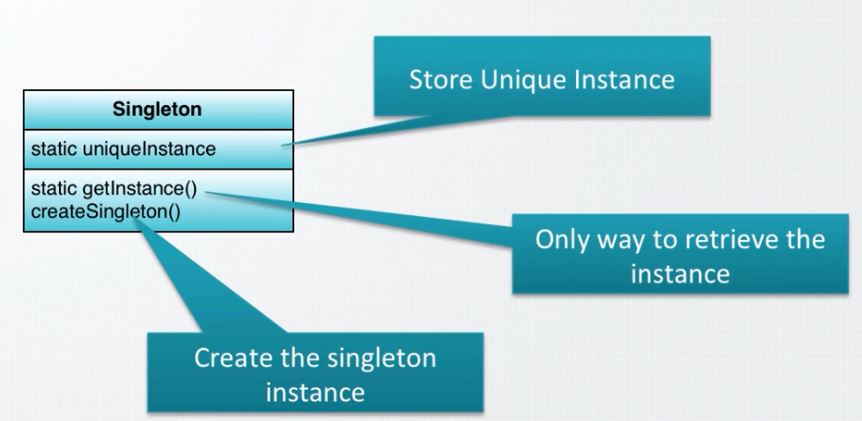 Singleton
static uniqueInstance
static getInstance()
createSingleton()
Store Unique Instance
Only way to retrieve the
instance
Create the singleton
instance